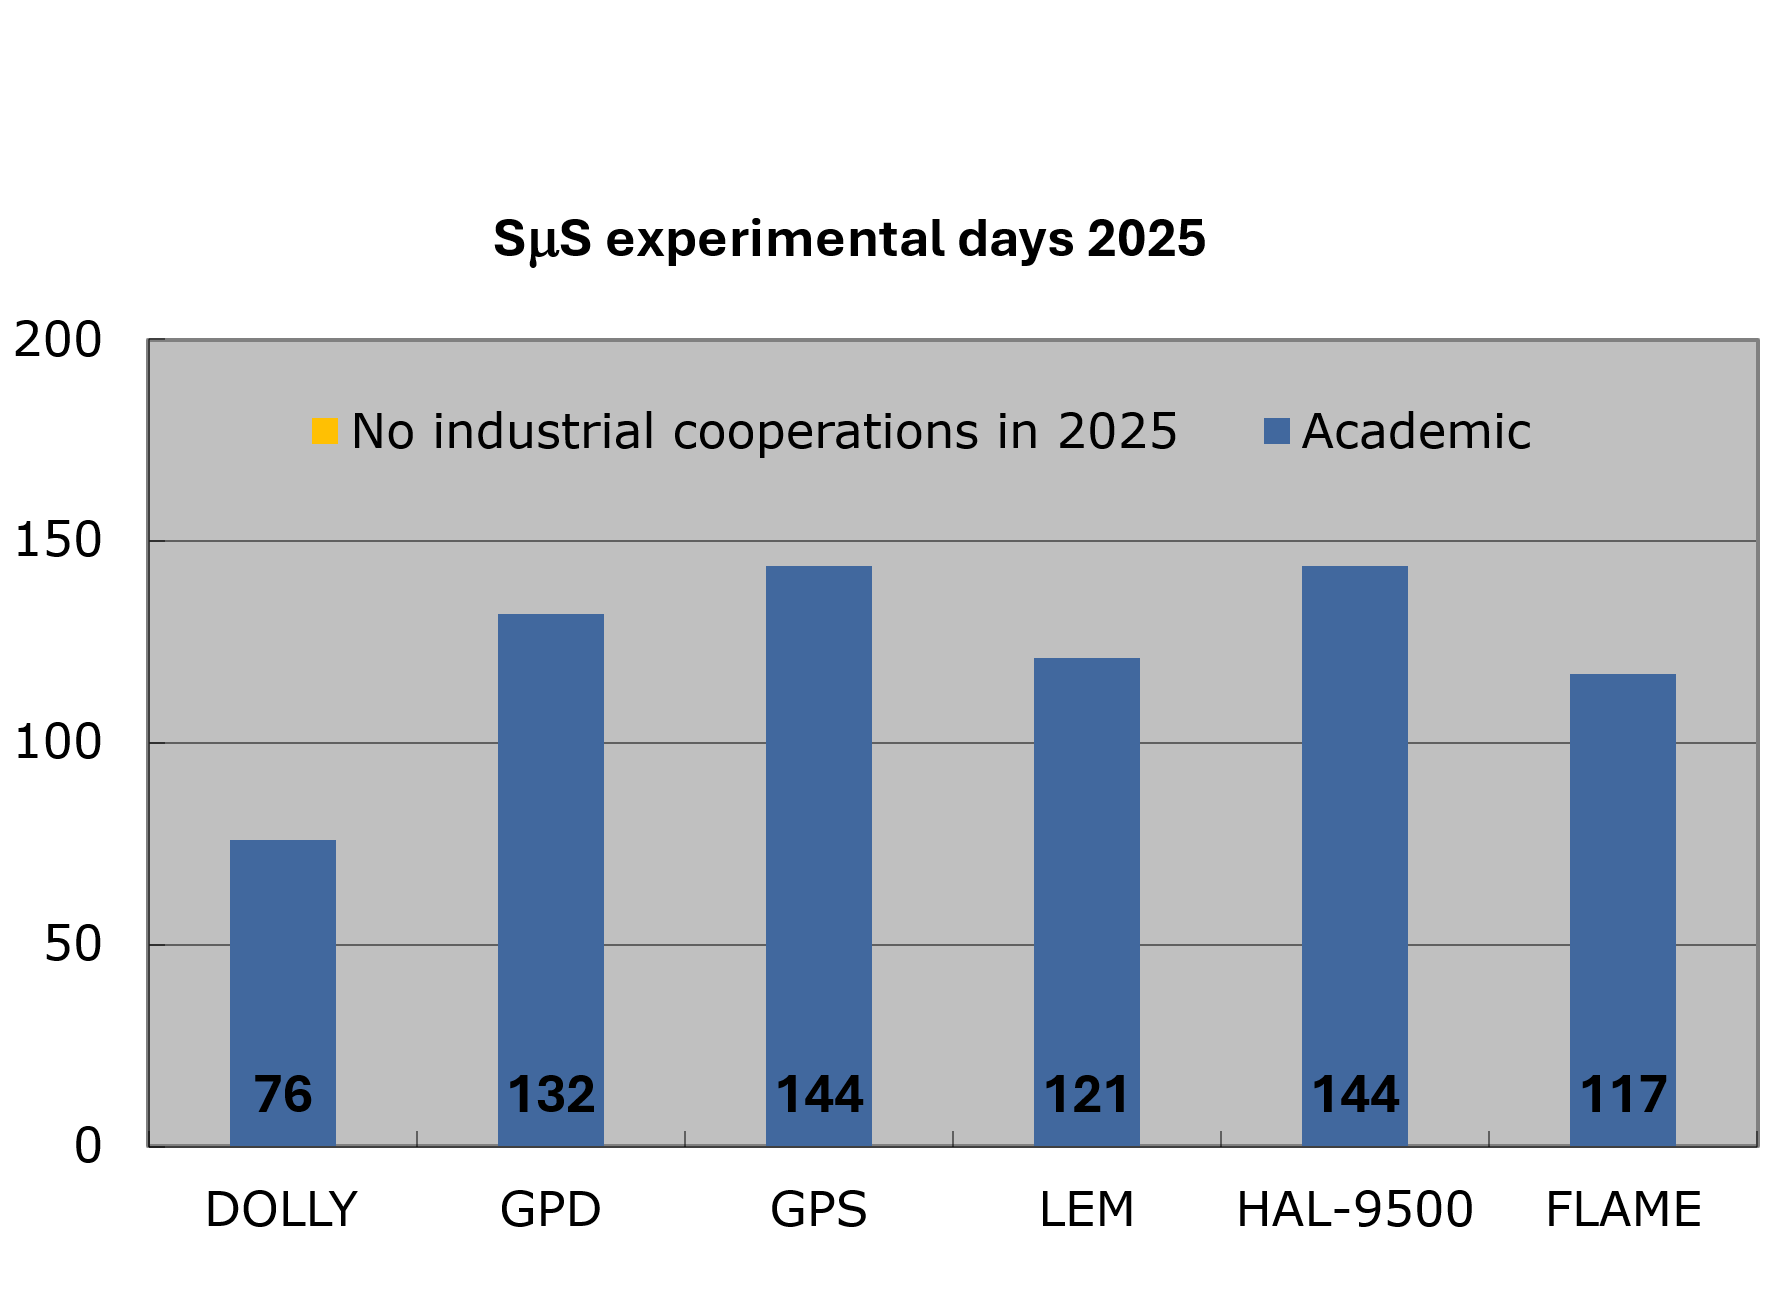 SμS experimental days 2025
200
No industrial cooperations in 2025 Academic
150
100
50
76 132 144 121 144 117
0
DOLLY GPD GPS LEM HAL-9500 FLAME